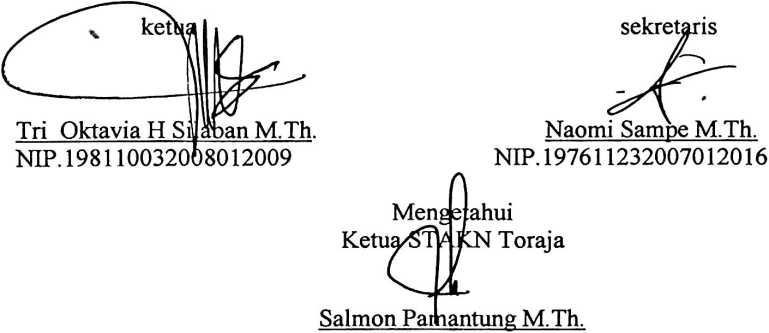 ketua
sekretaris
Tri Oktavia H Silaban M.Th.
Naomi Sampe M.Th.
NIP.198110032008012009
NIP.197611232007012016
Mengetahui
Ketua STAKN Toraja
Salmon Pamantung M.Th.